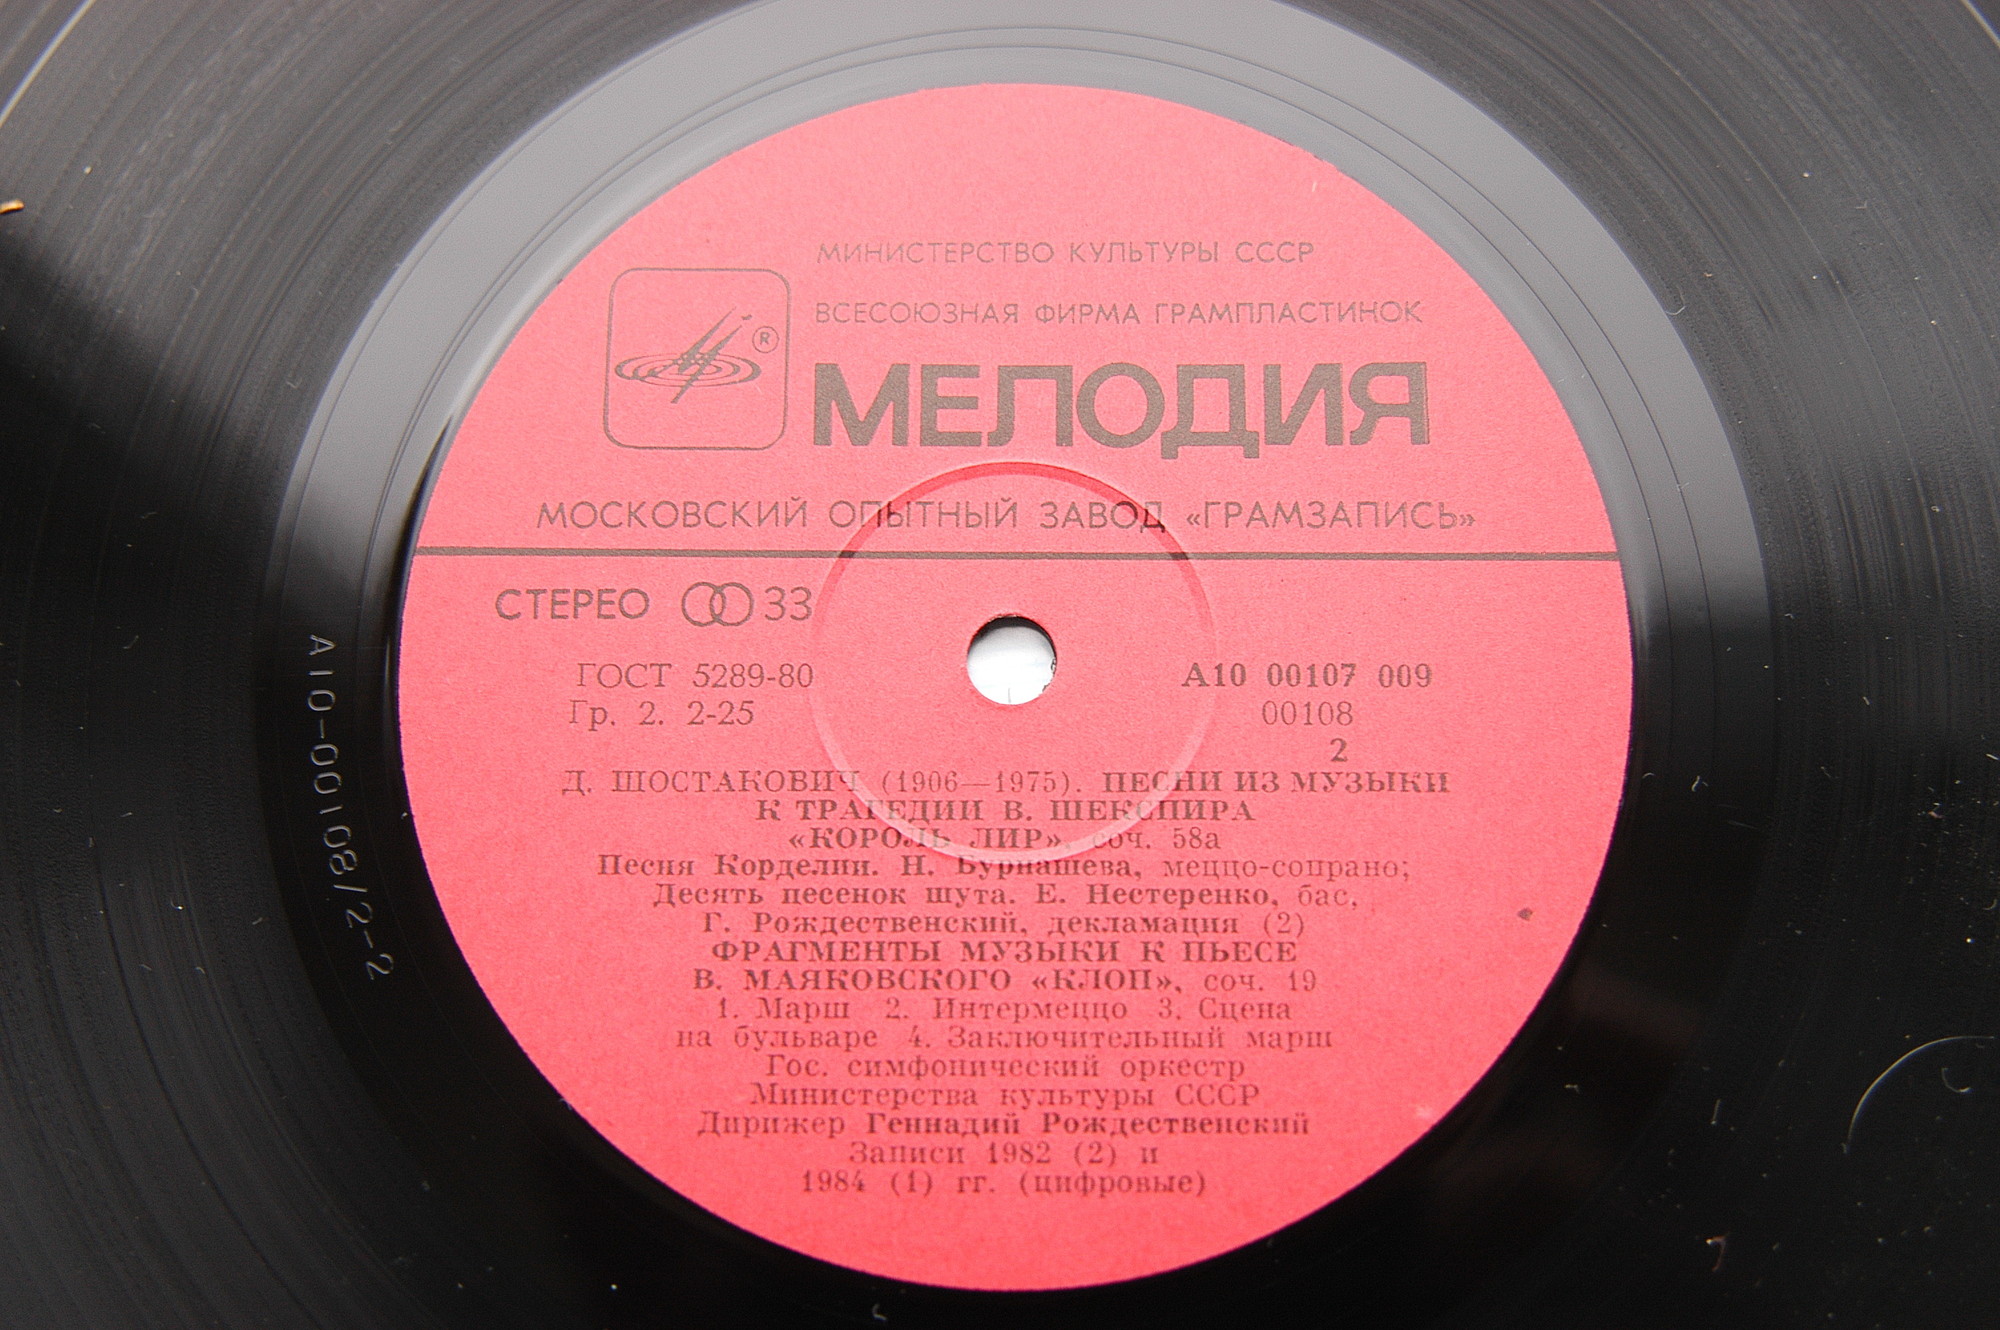 МИНИСТЕРСТВО КУЛЬТУРЫ СССР
ВСЕСОЮЗНАЯ ФИРМА ГРАМПЛАСТИНОК
®
МЕЛОДИЯ
МОСКОВСКИЙ ОПЫТНЫЙ ЗАВОД «ГРАМЗАПИСЬ»
СТЕРЕО 33
ГОСТ 5289-80
Гр. 2. 2-25
А10 00107 009
00108
2
Д. ШОСТАКОВИЧ (1906—1975). ПЕСНИ ИЗ МУЗЫКИ
К ТРАГЕДИИ В. ШЕКСПИРА
«КОРОЛЬ ЛИР», соч. 58а
Песня Корделии. Н. Бурнашева, меццо-сопрано;
Десять песенок шута. Е. Нестеренко, бас,
Г. Рождественский, декламация (2)
ФРАГМЕНТЫ МУЗЫКИ К ПЬЕСЕ
В. МАЯКОВСКОГО «КЛОП», соч. 19
1. Марш 2. Интермеццо 3. Сцена
на бульваре 4. Заключительный марш
Гос. симфонический оркестр
Министерства культуры СССР
Дирижер Геннадий Рождественский
Записи 1982 (2) и
1984 (1) гг. (цифровые)
А10-00108/2-2